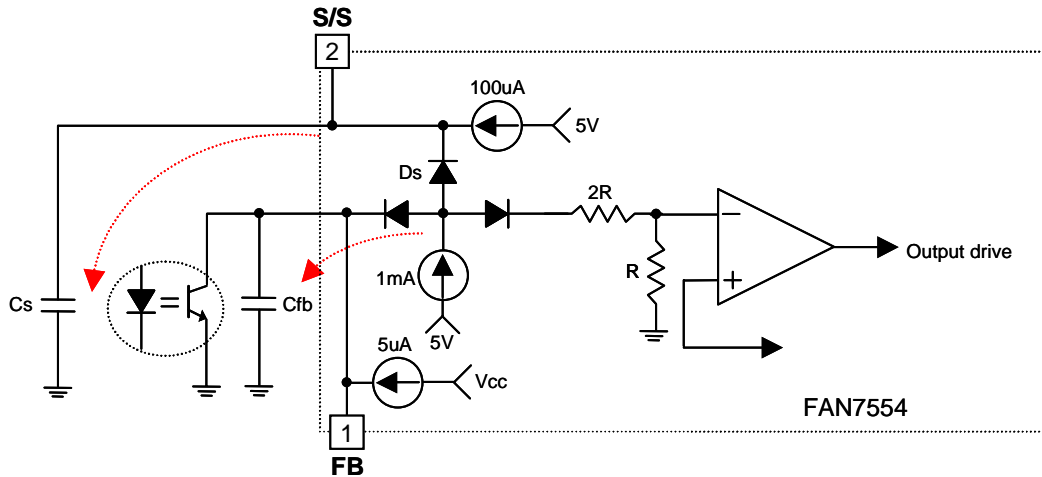 S/S
2
100uA
5V
Ds
2R
−
R
+
Output drive
1mA
5V
Cs
Cfb
5uA
Vcc
FAN7554
1
FB